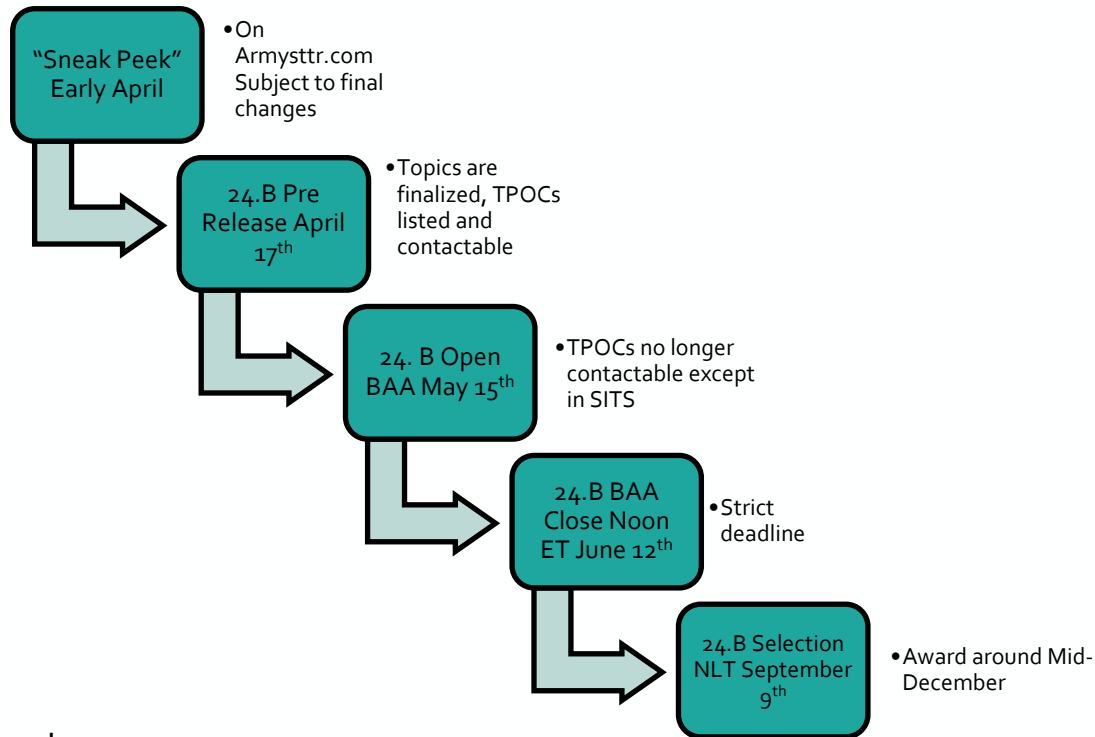 “Sneak Peek”
Early April
•On
Armysttr.com
Subject to final
changes
24.B Pre
Release April
17th
•Topics are
finalized, TPOCs
listed and
contactable
24. B Open
BAA May 15th
•TPOCs no longer
contactable except
in SITS
24.B BAA
Close Noon
ET June 12th
•Strict
deadline
24.B Selection
NLT September
9th
•Award around Mid-
December